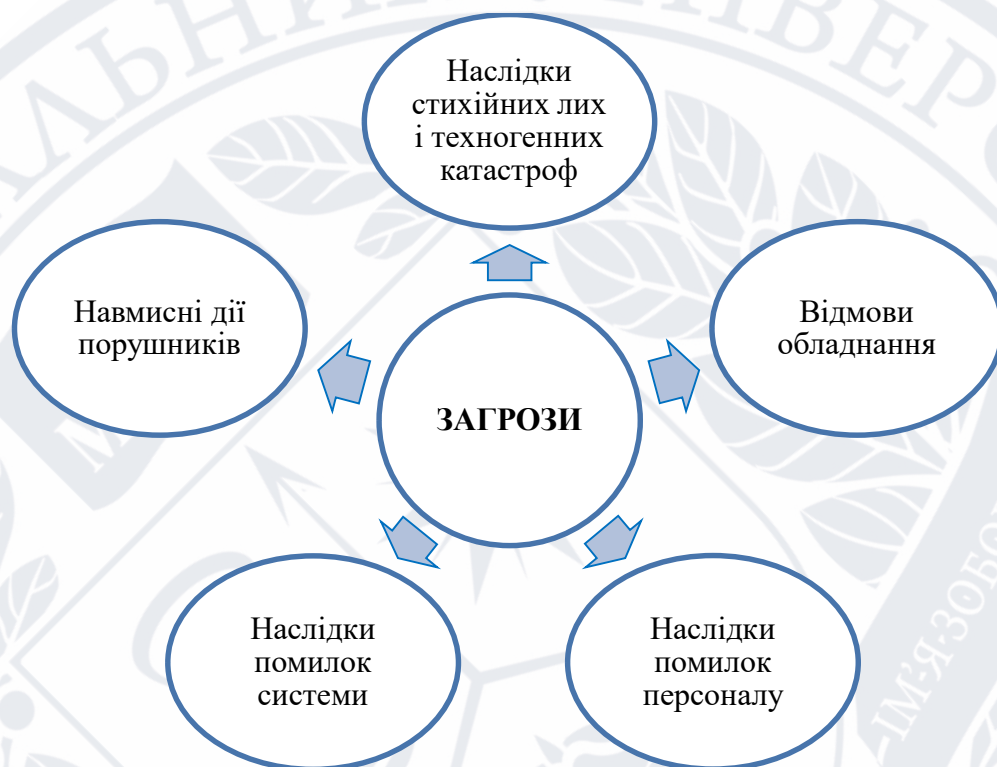 Наслідки
стихійних лих
і техногенних
катастроф
Навмисні дії
порушників
Відмови
обладнання
ЗАГРОЗИ
Наслідки
помилок
системи
Наслідки
помилок
персоналу